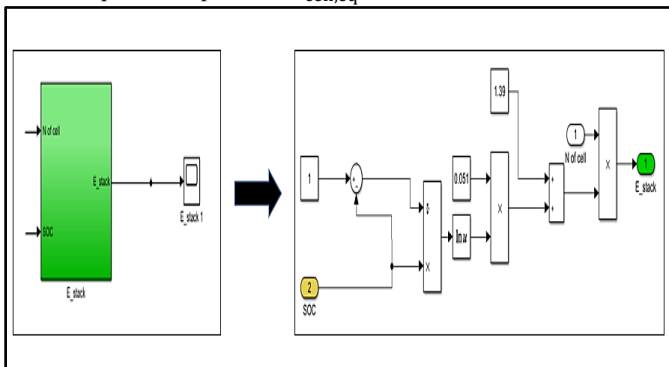 N of cell
E_stack
SOC
E_stack
E_stack 1
1
2
SOC
1.39
0.051
1
N of cell
1
E_stack